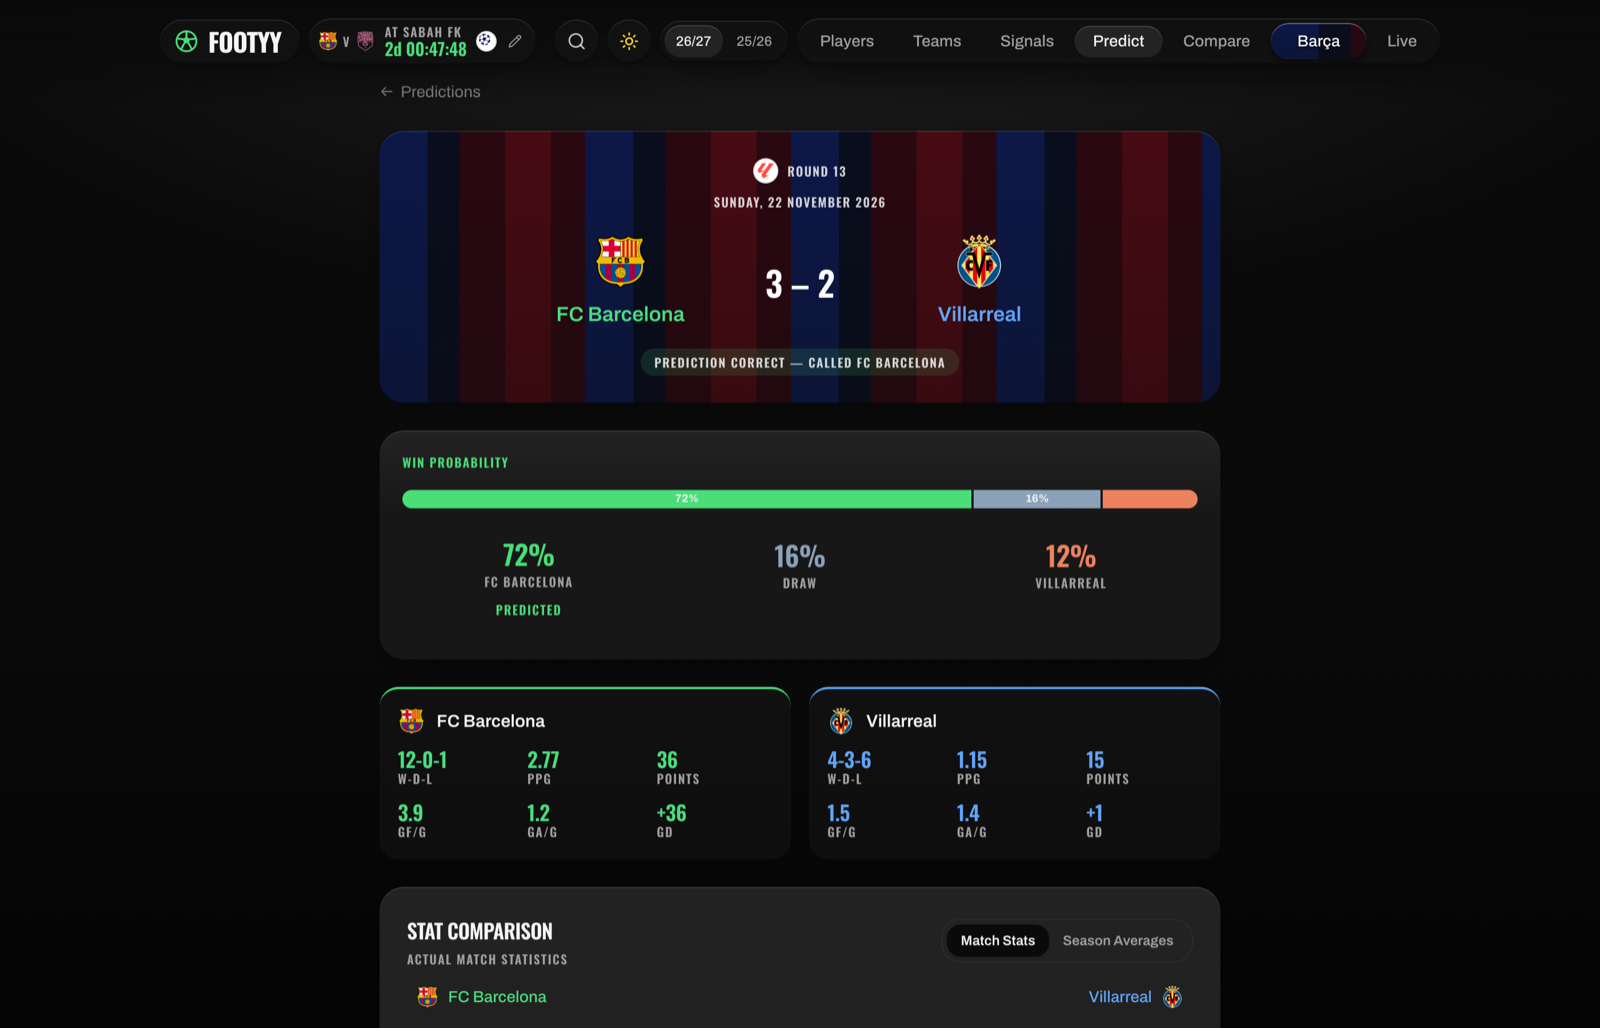 FOOTYY
V
AT SABAH FK
2d 00:47:48
26/27
25/26
Players
Teams
Signals
Predict
Compare
Barça
Live
← Predictions
ROUND 13
SUNDAY, 22 NOVEMBER 2026
FCB
3 – 2
FC Barcelona
Villarreal
PREDICTION CORRECT — CALLED FC BARCELONA
WIN PROBABILITY
72%
16%
72%
16%
12%
FC BARCELONA
DRAW
VILLARREAL
PREDICTED
FC Barcelona
12-0-1
2.77
36
W-D-L
PPG
POINTS
3.9
1.2
+36
GF/G
GA/G
GD
Villarreal
4-3-6
1.15
15
W-D-L
PPG
POINTS
1.5
1.4
+1
GF/G
GA/G
GD
STAT COMPARISON
ACTUAL MATCH STATISTICS
Match Stats
Season Averages
FC Barcelona
Villarreal